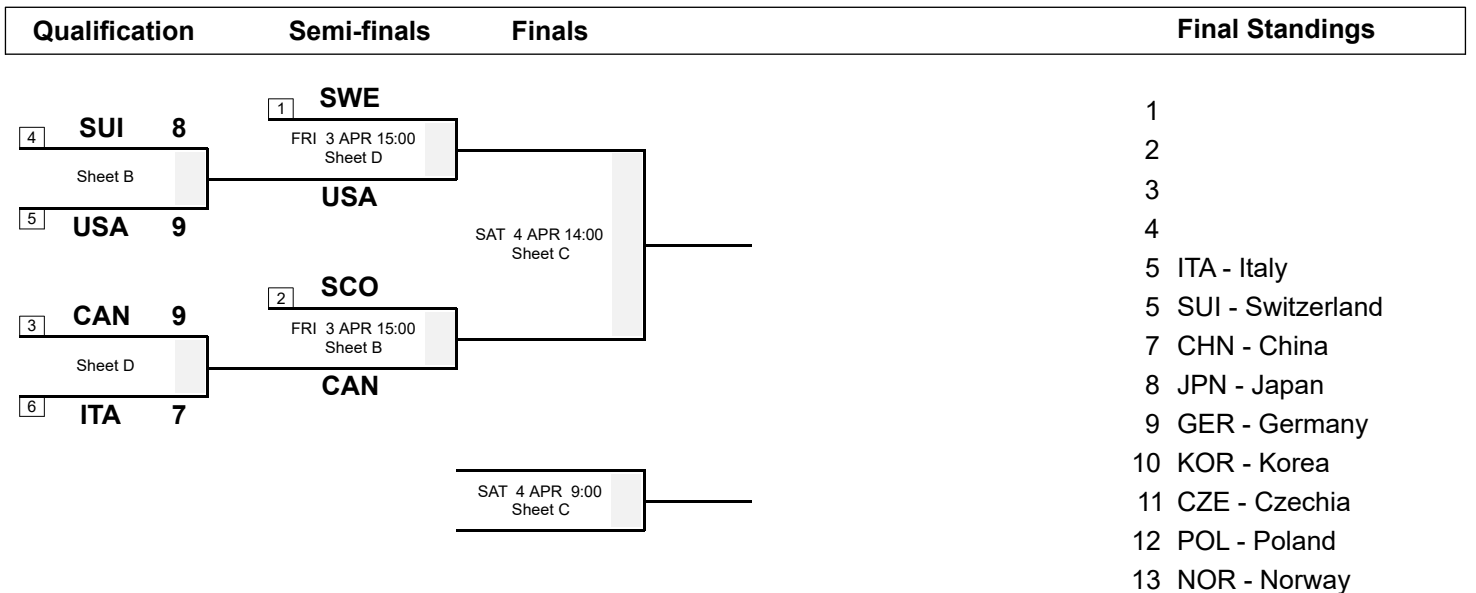 Qualification Semi-finals Finals Final Standings
1 SWE
4 SUI 8
FRI 3 APR 15:00
Sheet D
Sheet B
USA
5 USA 9
SAT 4 APR 14:00
Sheet C
2 SCO
3 CAN 9
FRI 3 APR 15:00
Sheet B
Sheet D
CAN
6 ITA 7
SAT 4 APR 9:00
Sheet C
1
2
3
4
5 ITA - Italy
5 SUI - Switzerland
7 CHN - China
8 JPN - Japan
9 GER - Germany
10 KOR - Korea
11 CZE - Czechia
12 POL - Poland
13 NOR - Norway